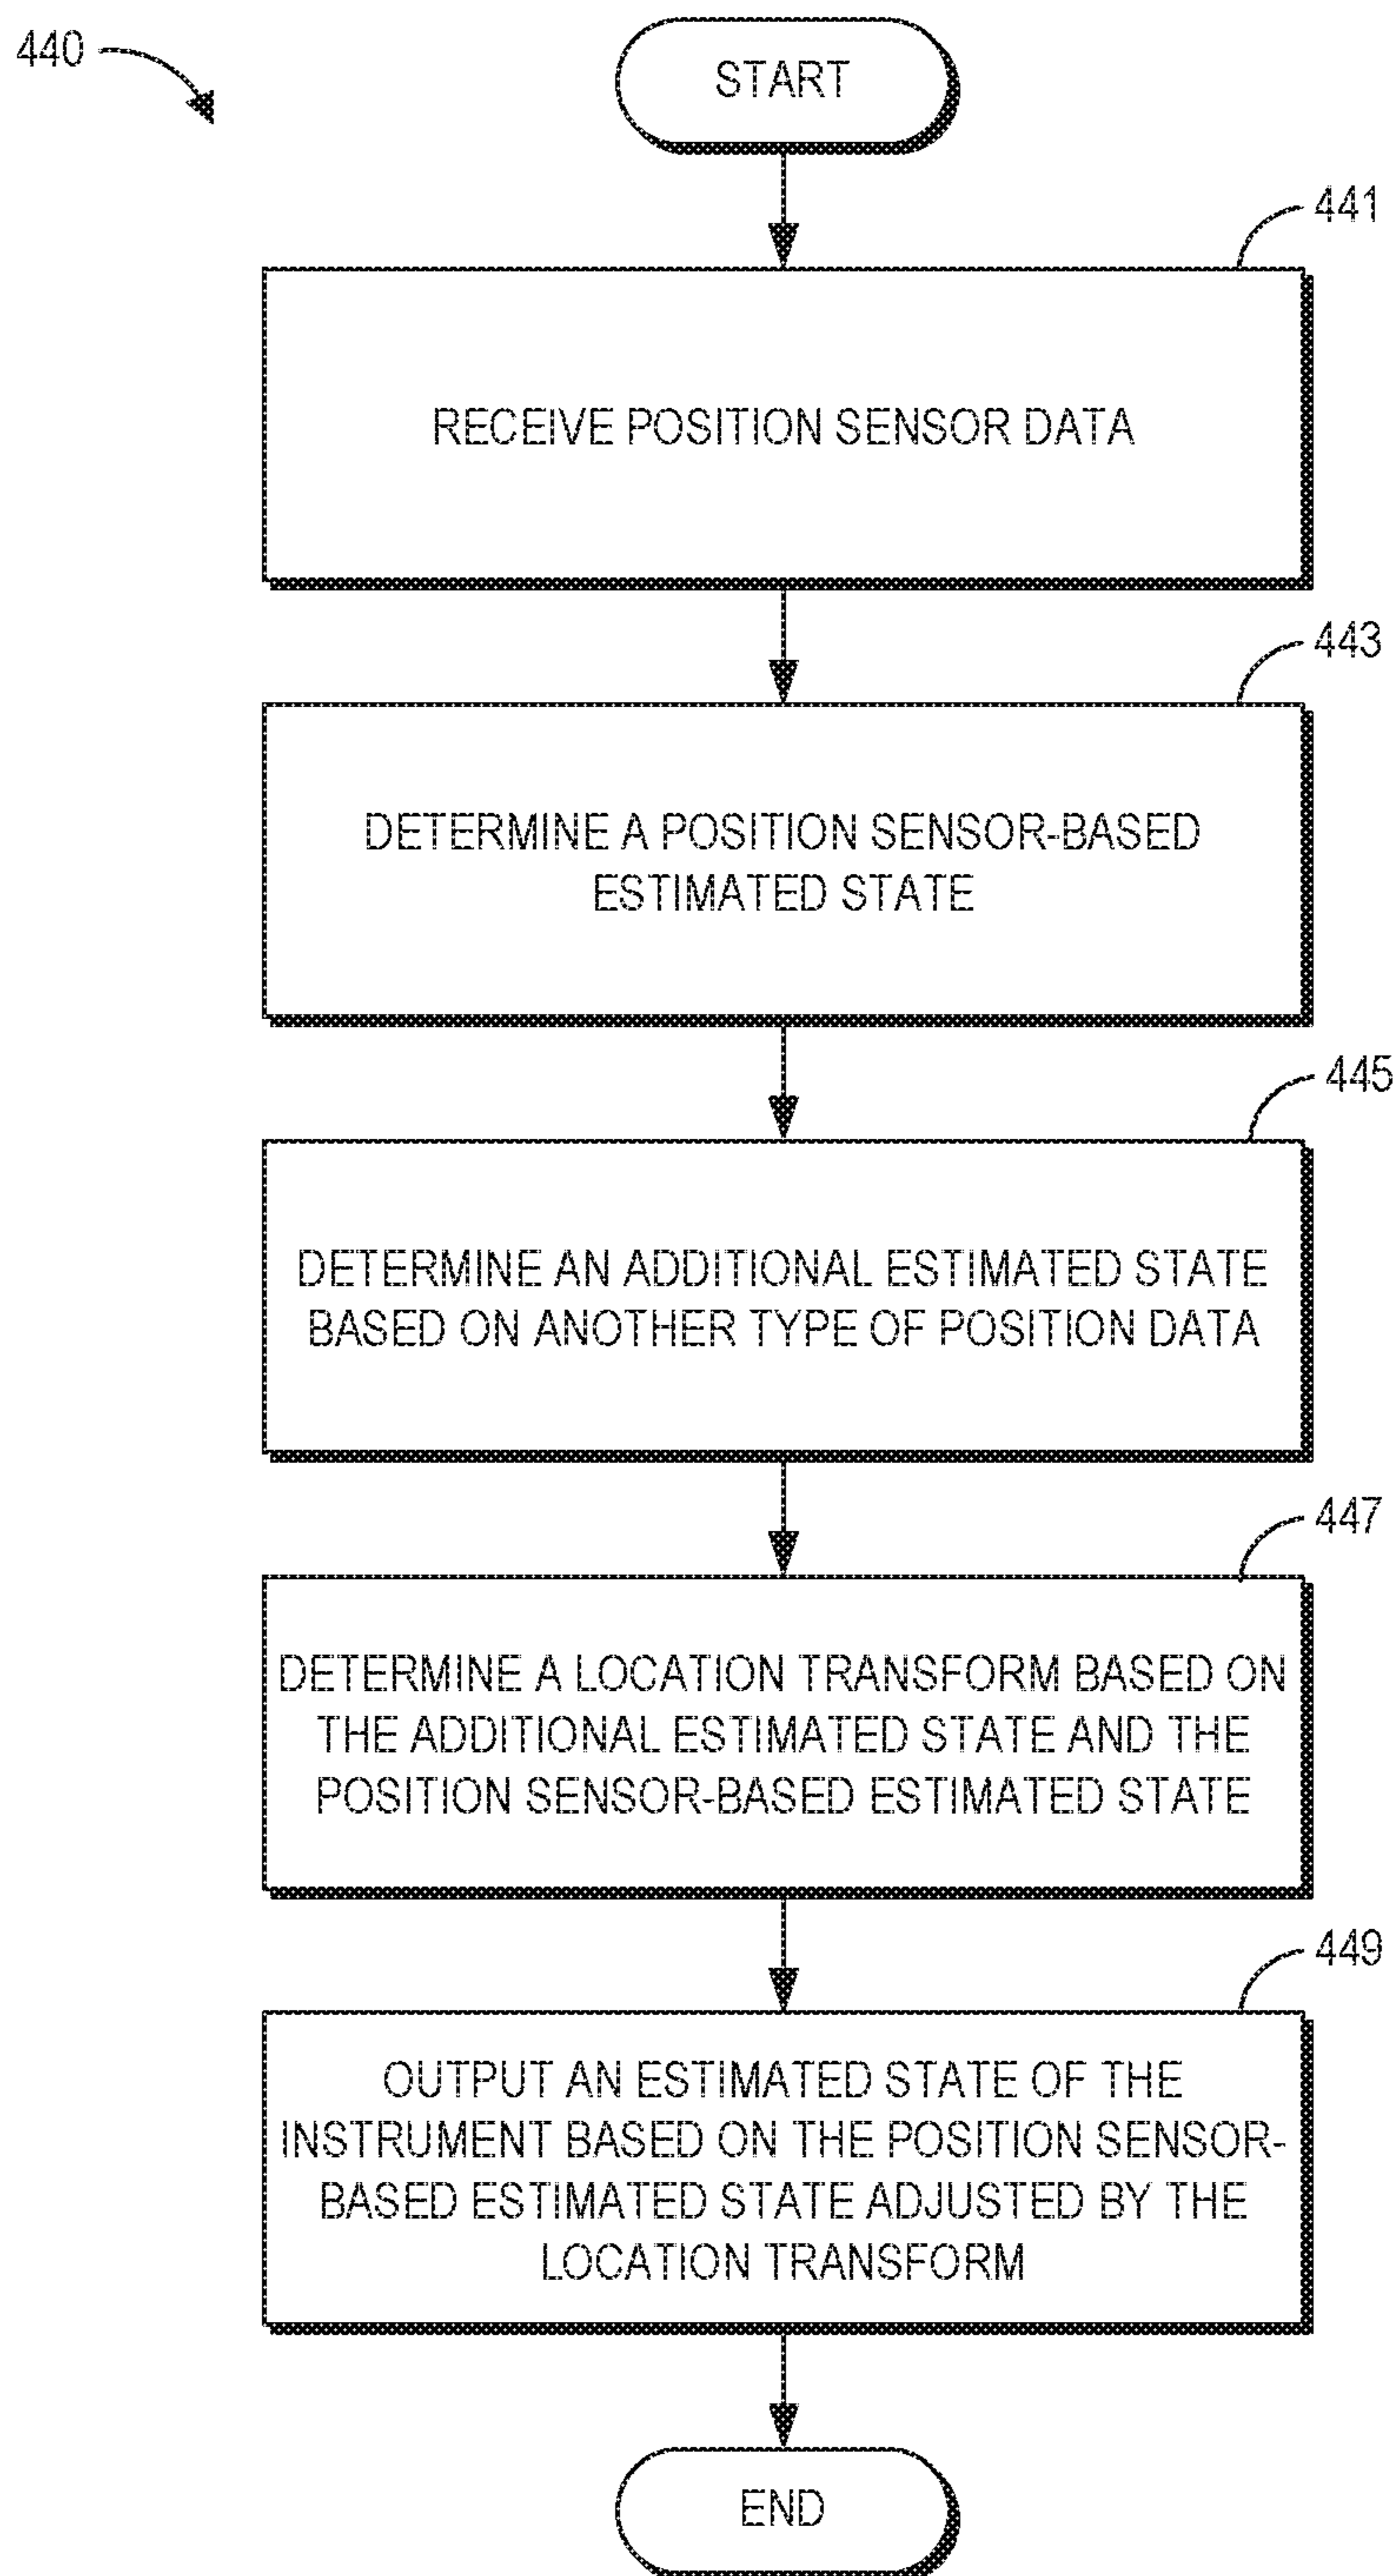 440
START
441
RECEIVE POSITION SENSOR DATA
443
DETERMINE A POSITION SENSOR-BASED
ESTIMATED STATE
445
DETERMINE AN ADDITIONAL ESTIMATED STATE
BASED ON ANOTHER TYPE OF POSITION DATA
447
DETERMINE A LOCATION TRANSFORM BASED ON
THE ADDITIONAL ESTIMATED STATE AND THE
POSITION SENSOR-BASED ESTIMATED STATE
449
OUTPUT AN ESTIMATED STATE OF THE
INSTRUMENT BASED ON THE POSITION SENSOR-
BASED ESTIMATED STATE ADJUSTED BY THE
LOCATION TRANSFORM
END